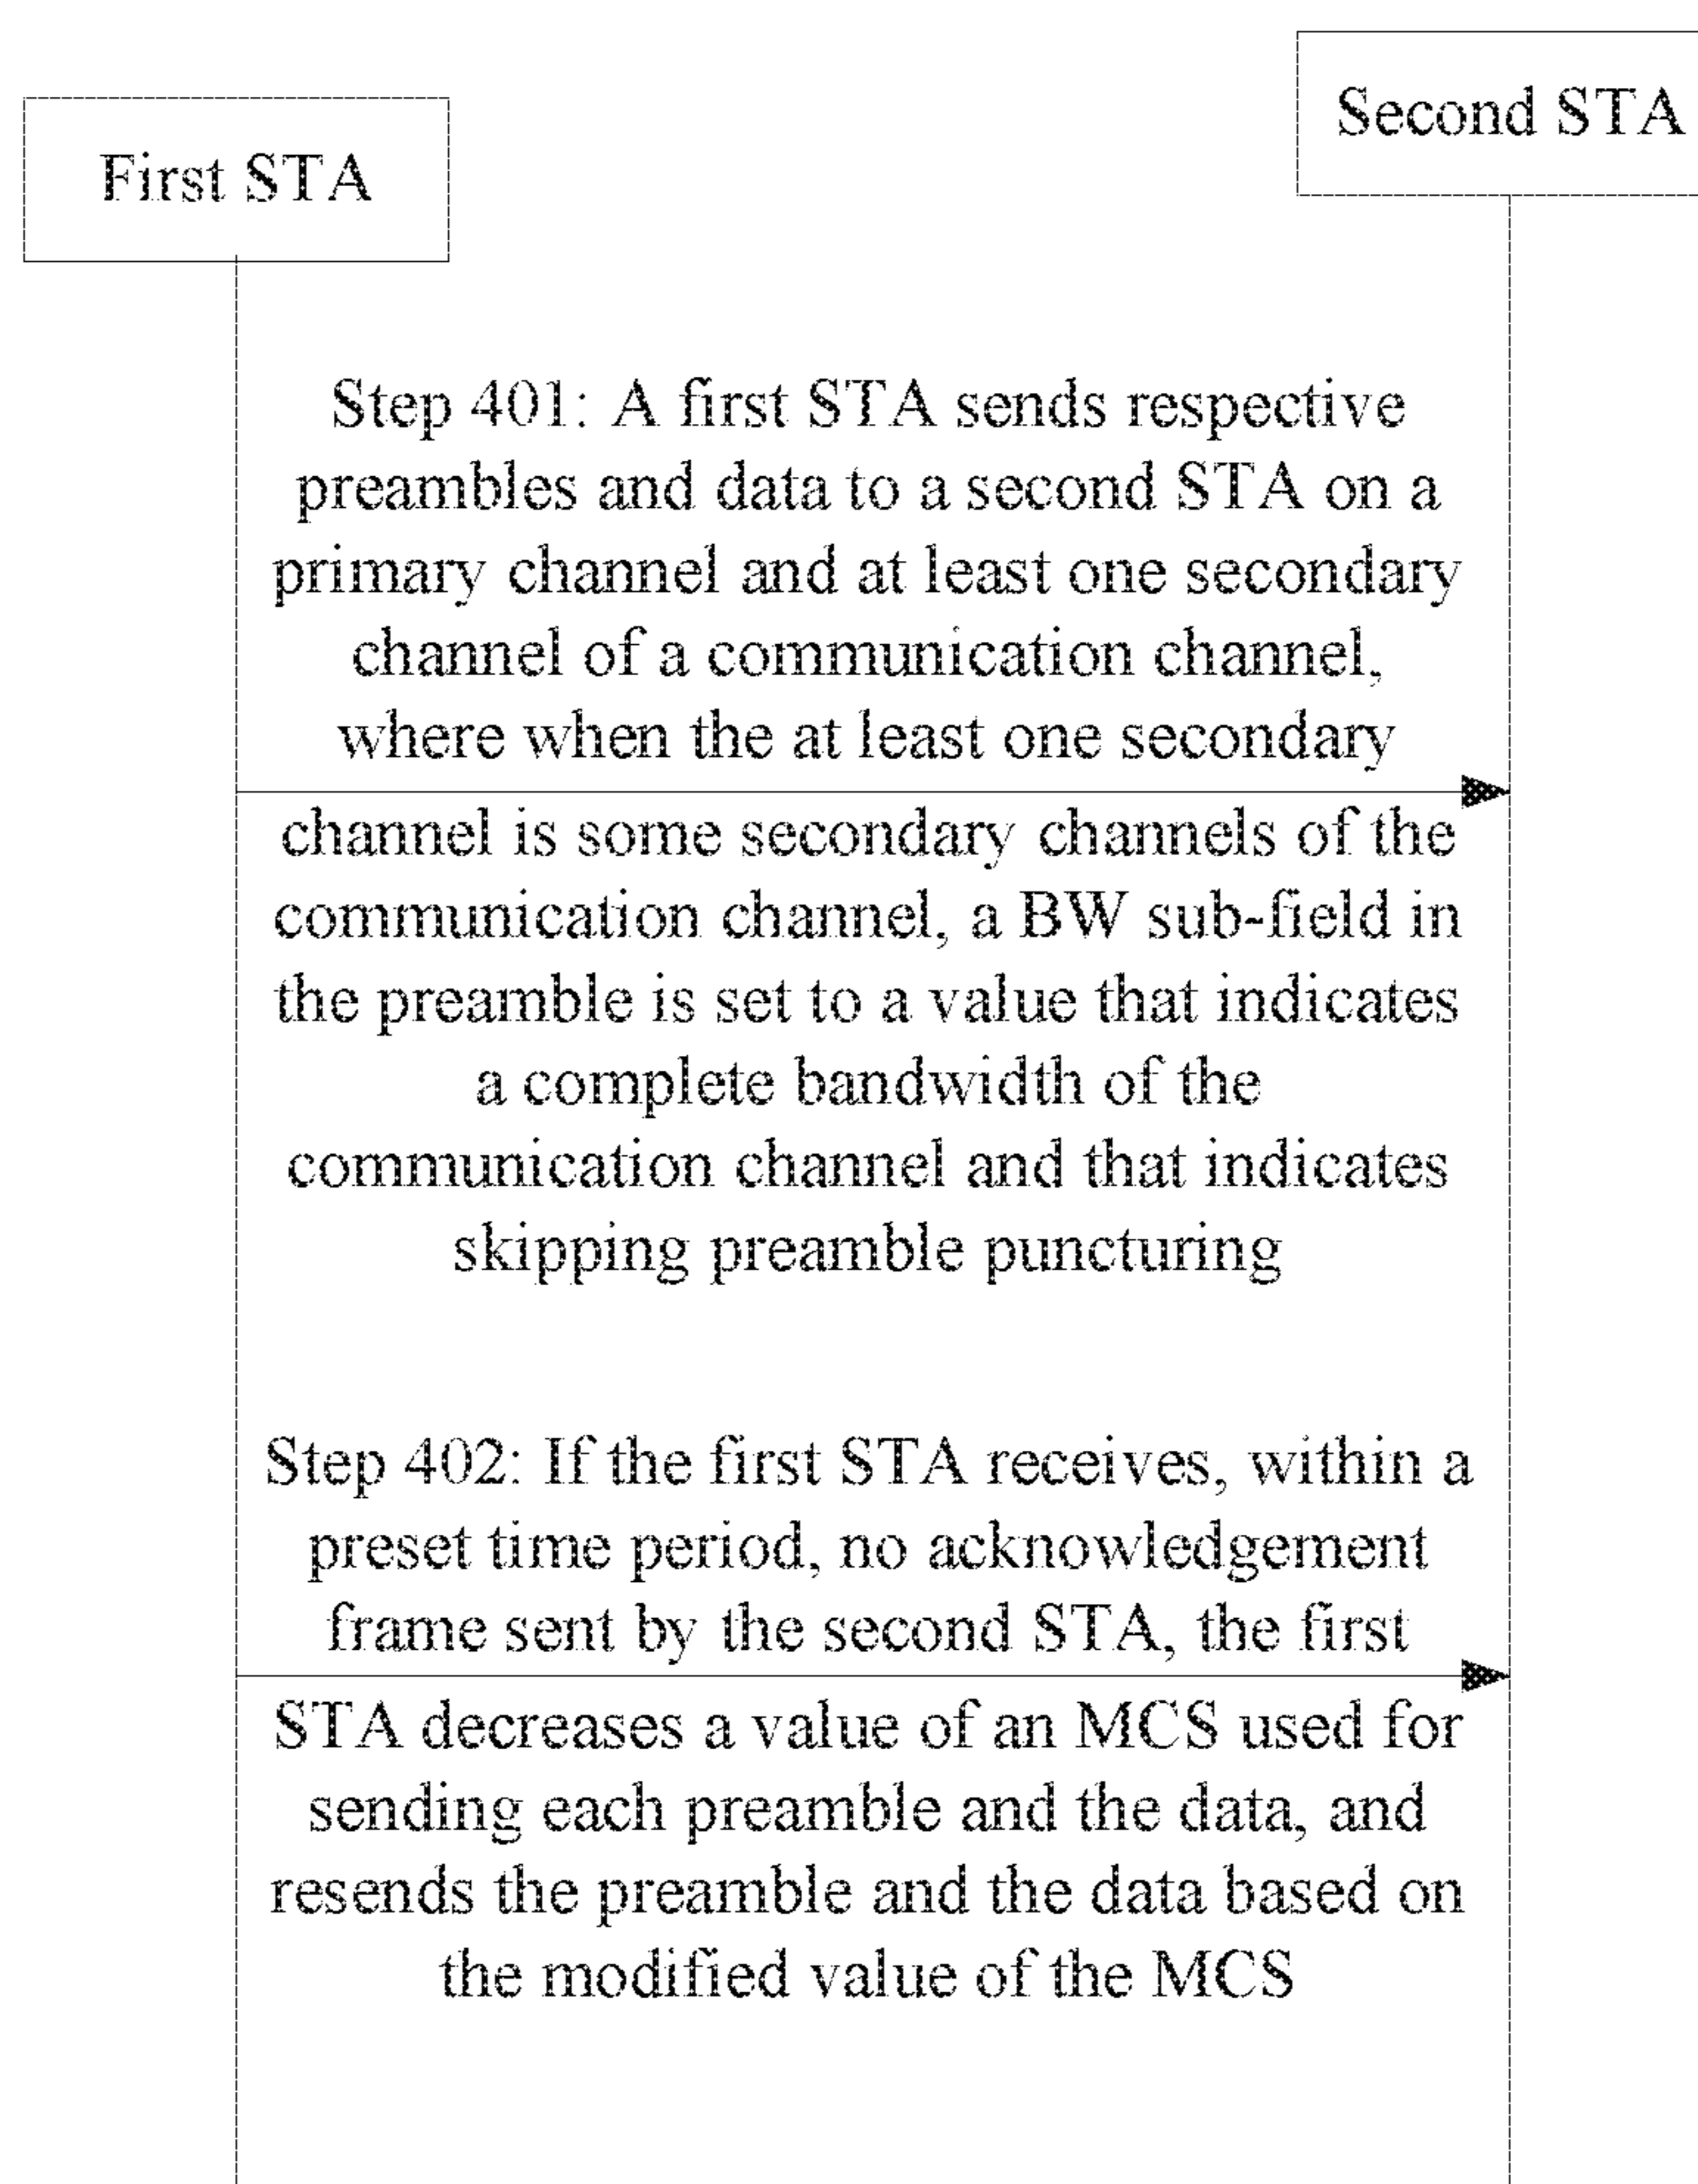 First STA
Second STA
Step 401: A first STA sends respective
preambles and data to a second STA on a
primary channel and at least one secondary
channel of a communication channel,
where when the at least one secondary
channel is some secondary channels of the
communication channel, a BW sub-field in
the preamble is set to a value that indicates
a complete bandwidth of the
communication channel and that indicates
skipping preamble puncturing
Step 402: If the first STA receives, within a
preset time period, no acknowledgement
frame sent by the second STA, the first
STA decreases a value of an MCS used for
sending each preamble and the data, and
resends the preamble and the data based on
the modified value of the MCS